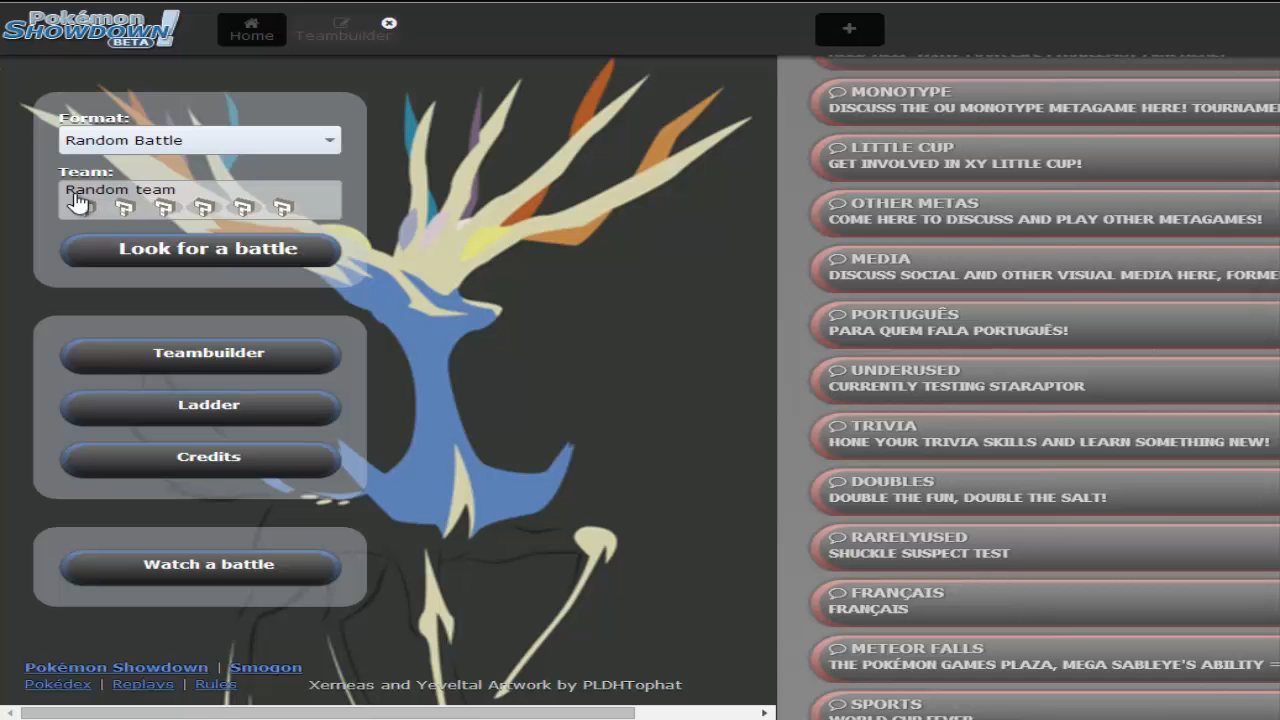 Pokémon
SHOWDOWN!
BETA
Home
Teambuilder
Format:
Random Battle
Team:
Random team
Look for a battle
Teambuilder
Ladder
Credits
Watch a battle
Pokémon Showdown | Smogon
Pokédex | Replays | Rules
Xerneas and Yveltal Artwork by PLDHTophat
MONOTYPE
DISCUSS THE OU MONOTYPE METAGAME HERE! TOURNAME
LITTLE CUP
GET INVOLVED IN XY LITTLE CUP!
OTHER METAS
COME HERE TO DISCUSS AND PLAY OTHER METAGAMES!
MEDIA
DISCUSS SOCIAL AND OTHER VISUAL MEDIA HERE, FORME
PORTUGUÊS
PARA QUEM FALA PORTUGUÊS!
UNDERUSED
CURRENTLY TESTING STARAPTOR
TRIVIA
HONE YOUR TRIVIA SKILLS AND LEARN SOMETHING NEW!
DOUBLES
DOUBLE THE FUN, DOUBLE THE SALT!
RARELYUSED
SHUCKLE SUSPECT TEST
FRANÇAIS
FRANÇAIS
METEOR FALLS
THE POKÉMON GAMES PLAZA, MEGA SABLEYE'S ABILITY =
SPORTS
WORLD CUP FEVER